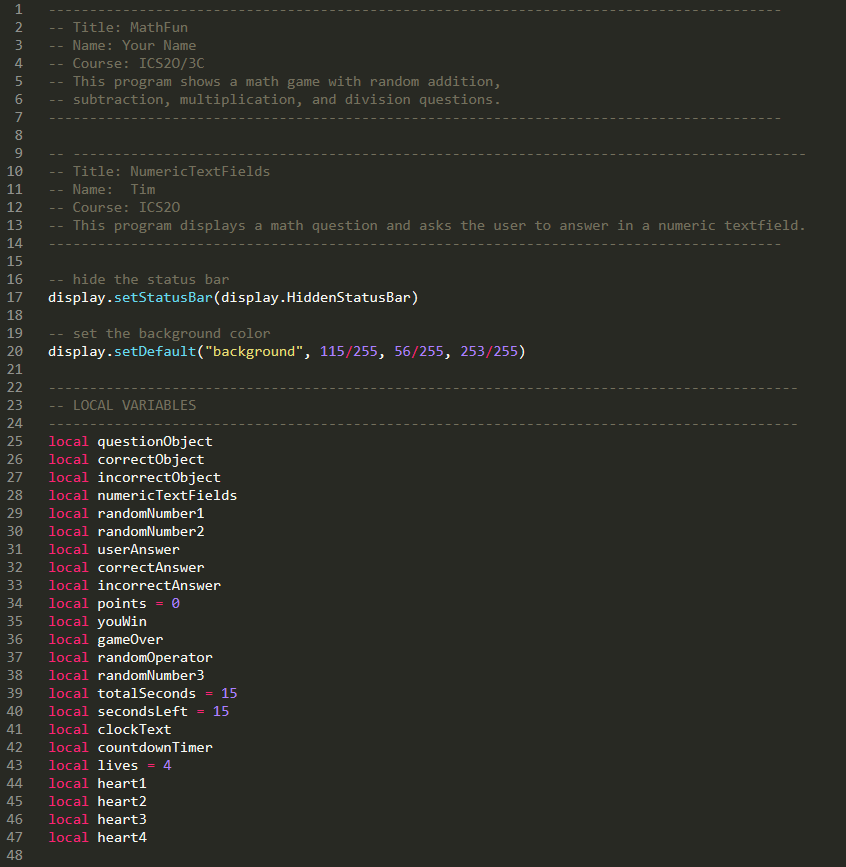 1 -----------------------------------------------------------------------------------------
2 -- Title: MathFun
3 -- Name: Your Name
4 -- Course: ICS2O/3C
5 -- This program shows a math game with random addition,
6 -- subtraction, multiplication, and division questions.
7 -----------------------------------------------------------------------------------------
8
9 -- -----------------------------------------------------------------------------------------
10 -- Title: NumericTextFields
11 -- Name:  Tim
12 -- Course: ICS2O
13 -- This program displays a math question and asks the user to answer in a numeric textfield.
14 -----------------------------------------------------------------------------------------
15
16 -- hide the status bar
17 display.setStatusBar(display.HiddenStatusBar)
18
19 -- set the background color
20 display.setDefault("background", 115/255, 56/255, 253/255)
21
22 -------------------------------------------------------------------------------------------
23 -- LOCAL VARIABLES
24 -------------------------------------------------------------------------------------------
25 local questionObject
26 local correctObject
27 local incorrectObject
28 local numericTextFields
29 local randomNumber1
30 local randomNumber2
31 local userAnswer
32 local correctAnswer
33 local incorrectAnswer
34 local points = 0
35 local youWin
36 local gameOver
37 local randomOperator
38 local randomNumber3
39 local totalSeconds = 15
40 local secondsLeft = 15
41 local clockText
42 local countdownTimer
43 local lives = 4
44 local heart1
45 local heart2
46 local heart3
47 local heart4
48